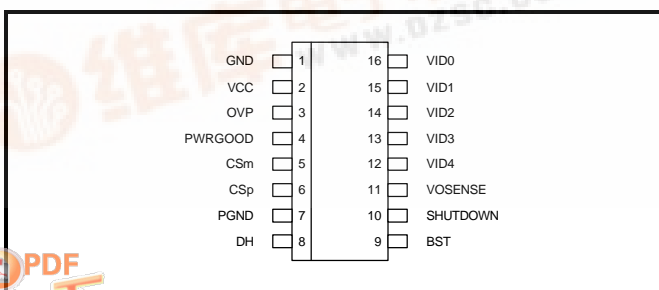 GND 1 16 VID0
VCC 2 15 VID1
OVP 3 14 VID2
PWRGOOD 4 13 VID3
CSm 5 12 VID4
CSp 6 11 VOSENSE
PGND 7 10 SHUTDOWN
DH 8 9 BST
PDF